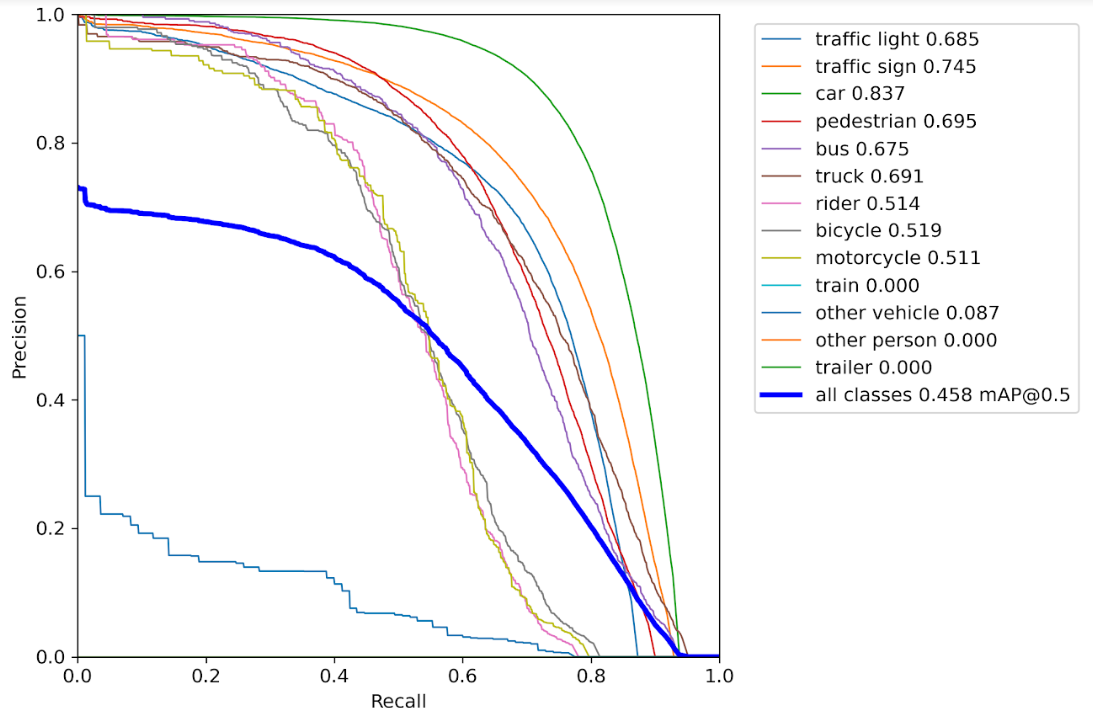 1.0
0.8
0.6
0.4
0.2
0.0
Precision
0.0 0.2 0.4 0.6 0.8 1.0
Recall
traffic light 0.685
traffic sign 0.745
car 0.837
pedestrian 0.695
bus 0.675
truck 0.691
rider 0.514
bicycle 0.519
motorcycle 0.511
train 0.000
other vehicle 0.087
other person 0.000
trailer 0.000
all classes 0.458 mAP@0.5